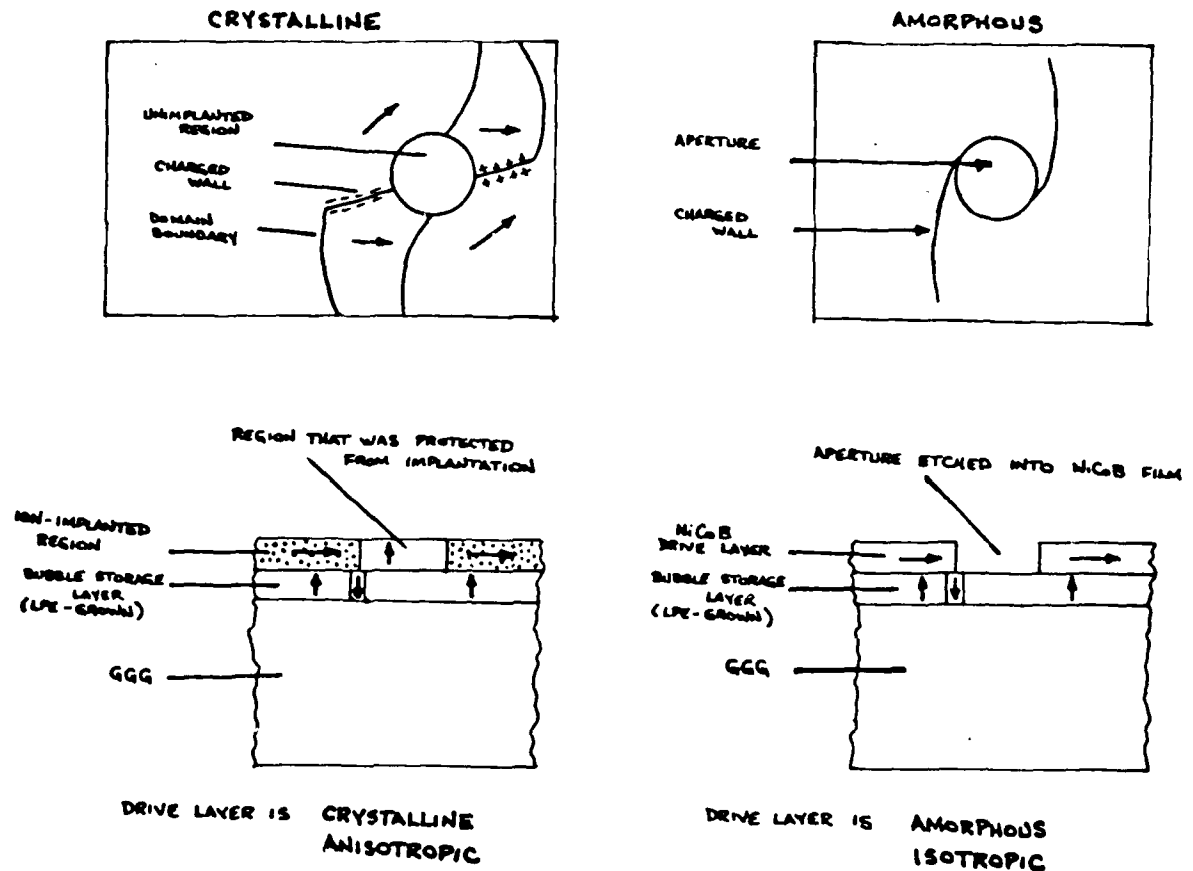 CRYSTALLINE
UNIMPLANTED
REGION
CHARGED
WALL
DOMAIN
BOUNDARY
AMORPHOUS
APERTURE
CHARGED
WALL
REGION THAT WAS PROTECTED
FROM IMPLANTATION
ION-IMPLANTED
REGION
BUBBLE STORAGE
LAYER
(LPE-GROWN)
GGG
DRIVE LAYER IS CRYSTALLINE
ANISOTROPIC
APERTURE ETCHED INTO NiCoB FILM
NiCoB
DRIVE LAYER
BUBBLE STORAGE
LAYER
(LPE-GROWN)
GGG
DRIVE LAYER IS AMORPHOUS
ISOTROPIC